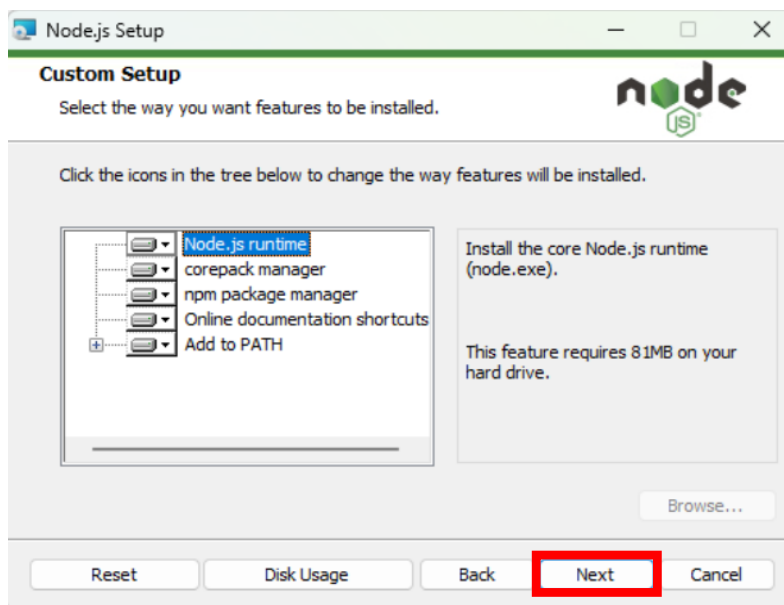 Node.js Setup
Custom Setup
Select the way you want features to be installed.
node
JS
Click the icons in the tree below to change the way features will be installed.
Node.js runtime
corepack manager
npm package manager
Online documentation shortcuts
Add to PATH
Install the core Node.js runtime
(node.exe).
This feature requires 81MB on your
hard drive.
Browse...
Reset
Disk Usage
Back
Next
Cancel